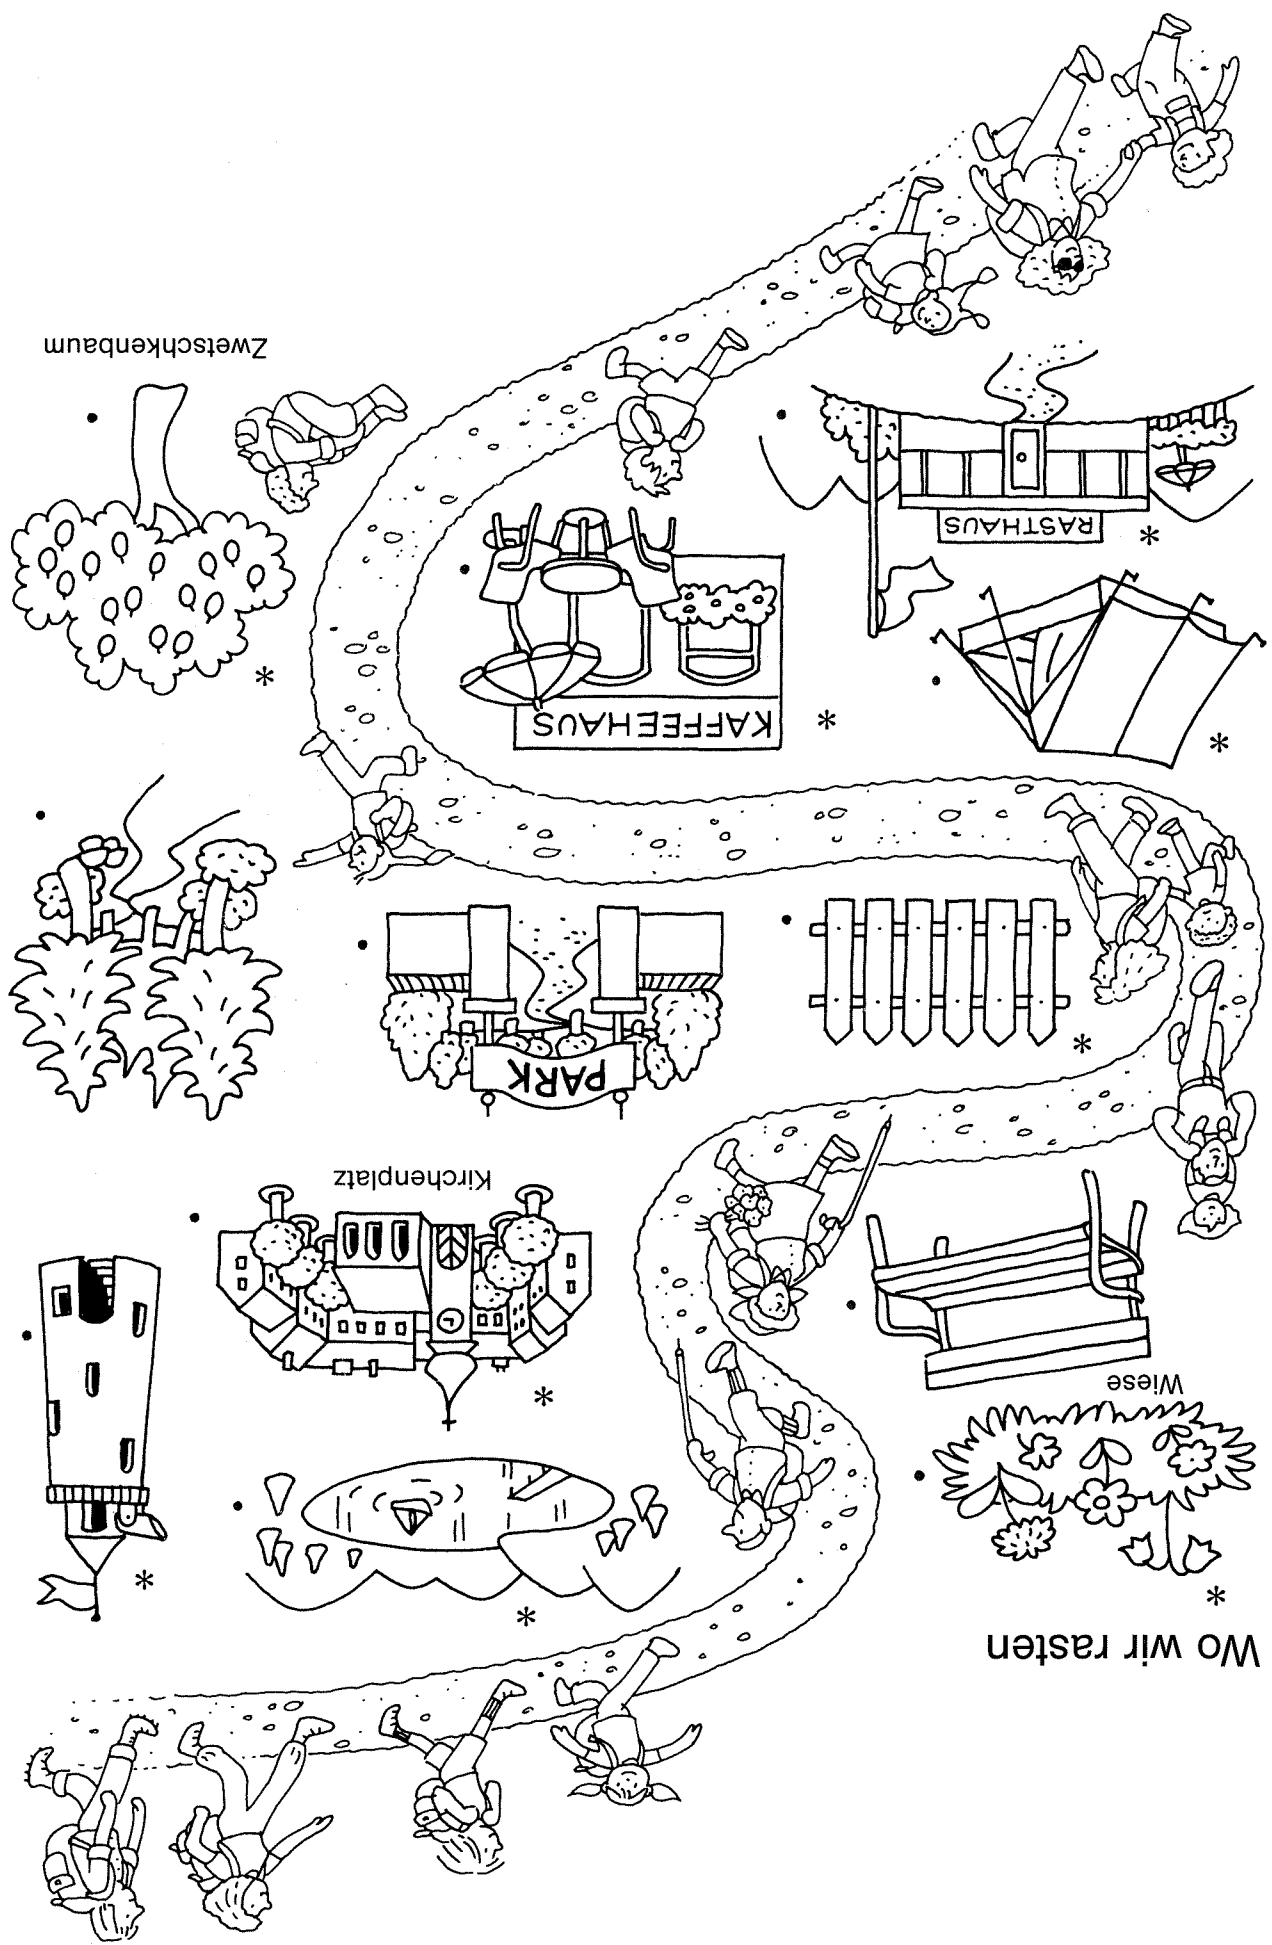 Wo wir rasten
Wiese
Kirchenplatz
PARK
KAFFEEHAUS
RASTHAUS
Zwetschkenbaum